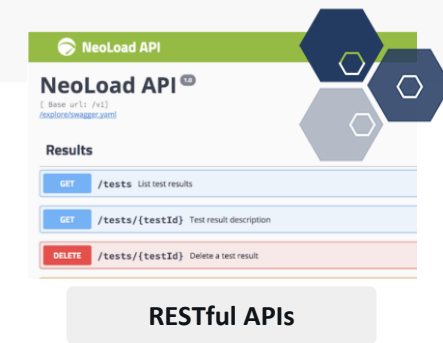 NeoLoad API
NeoLoad API 1.0
[ Base url: /v1]
/explore/swagger.yaml
Results
GET /tests List test results
GET /tests/{testId} Test result description
DELETE /tests/{testId} Delete a test result
RESTful APIs